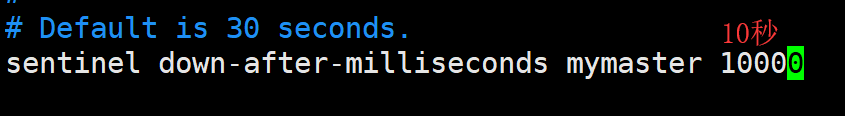 #
# Default is 30 seconds.
10秒
sentinel down-after-milliseconds mymaster 10000